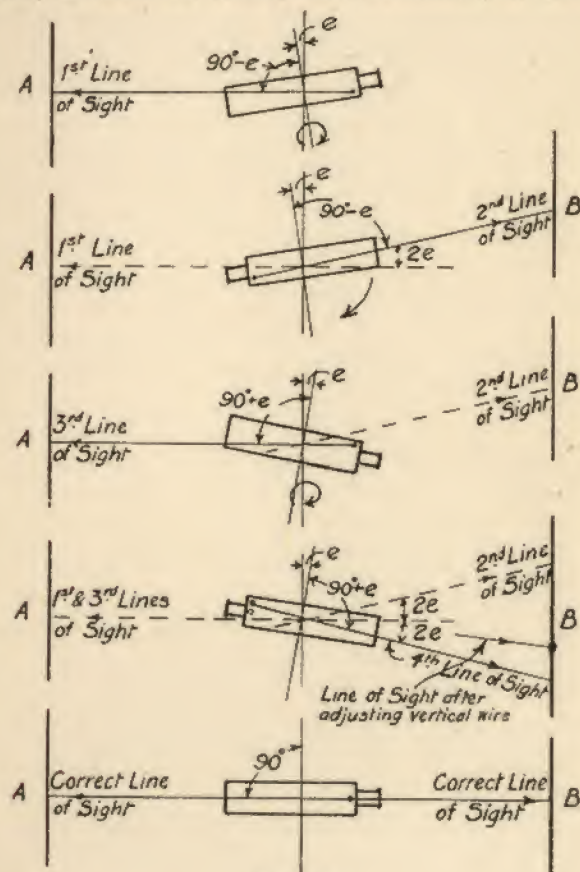 e
90°-e
A
1st Line
of Sight
e
90°-e
B
2nd Line
of Sight
A
1st Line
of Sight
2e
e
90°+e
B
2nd Line
of Sight
A
3rd Line
of Sight
e
90°+e
2nd Line
of Sight
A
1st & 3rd Lines
of Sight
2e
2e
B
4th Line of Sight
Line of Sight after
adjusting vertical wire
90°
A
Correct Line
of Sight
Correct Line
of Sight
B